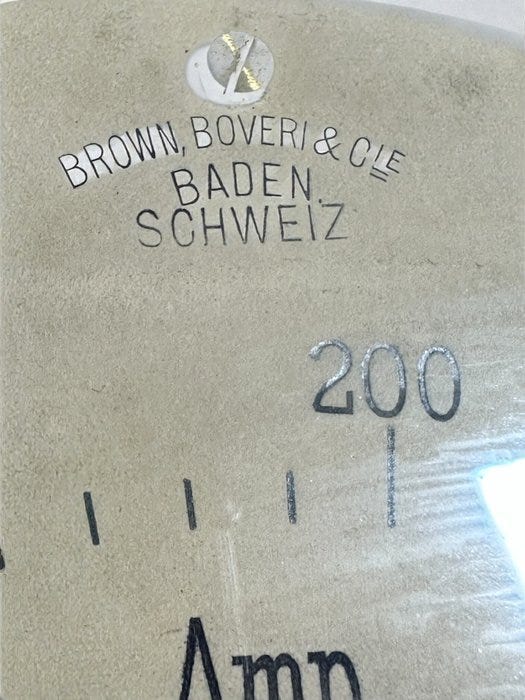 BROWN, BOVERI & CIE
BADEN.
SCHWEIZ
200
Amp